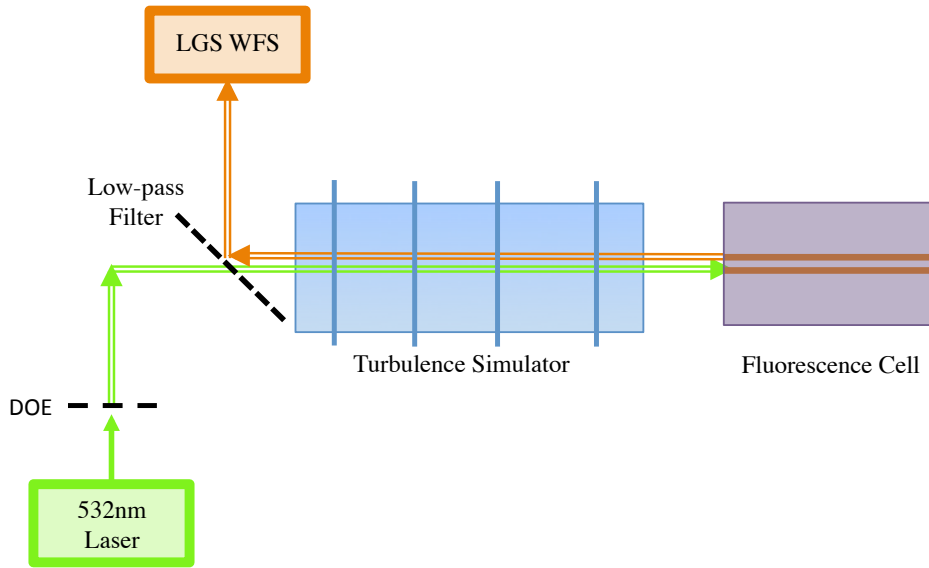 LGS WFS
Low-pass
Filter
Turbulence Simulator
Fluorescence Cell
DOE
532nm
Laser